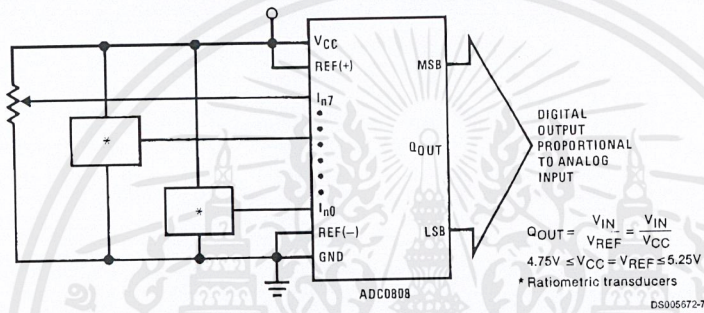 VCC
REF(+)
MSB
In7
*
QOUT
*
In0
REF(−)
LSB
GND
ADC0808
DIGITAL
OUTPUT
PROPORTIONAL
TO ANALOG
INPUT
QOUT = VIN / VREF = VIN / VCC
4.75V ≤ VCC = VREF ≤ 5.25V
* Ratiometric transducers
DS005672-7